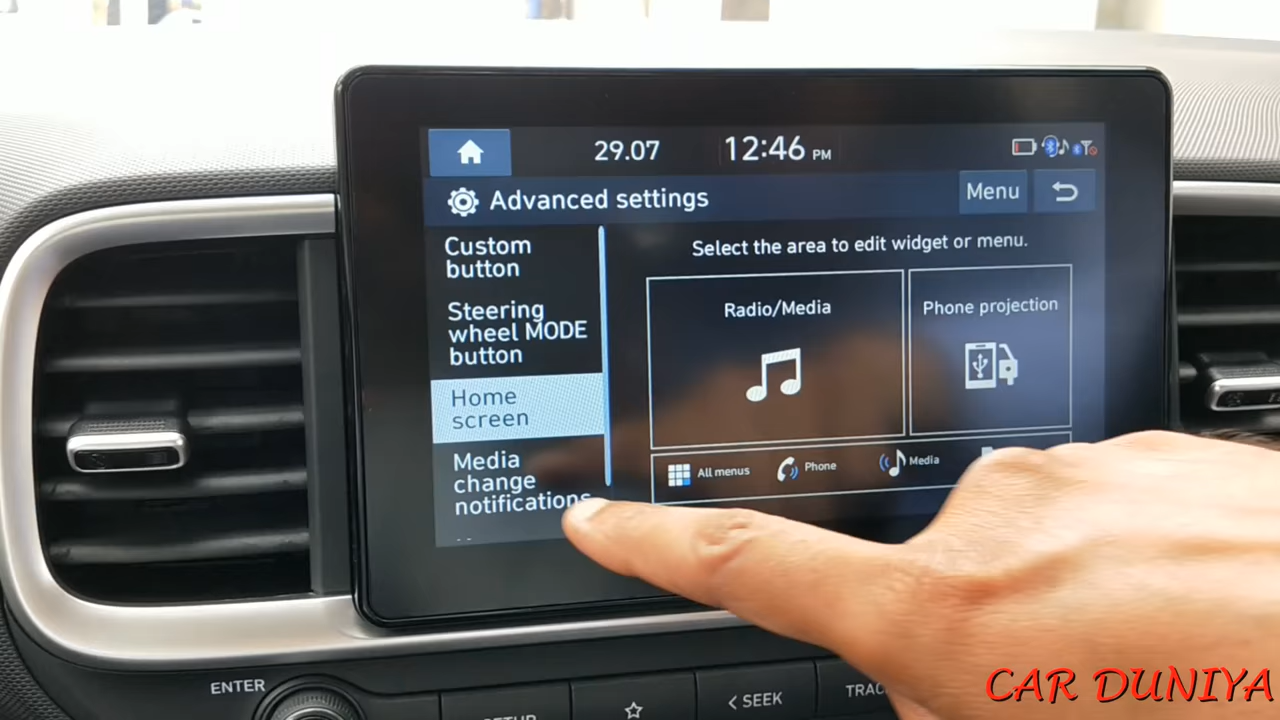 29.07 12:46 PM
Advanced settings
Menu
Custom
button
Steering
wheel MODE
button
Home
screen
Media
change
notifications
Select the area to edit widget or menu.
Radio/Media
Phone projection
All menus
Phone
Media
ENTER
SETUP
< SEEK
CAR DUNIYA